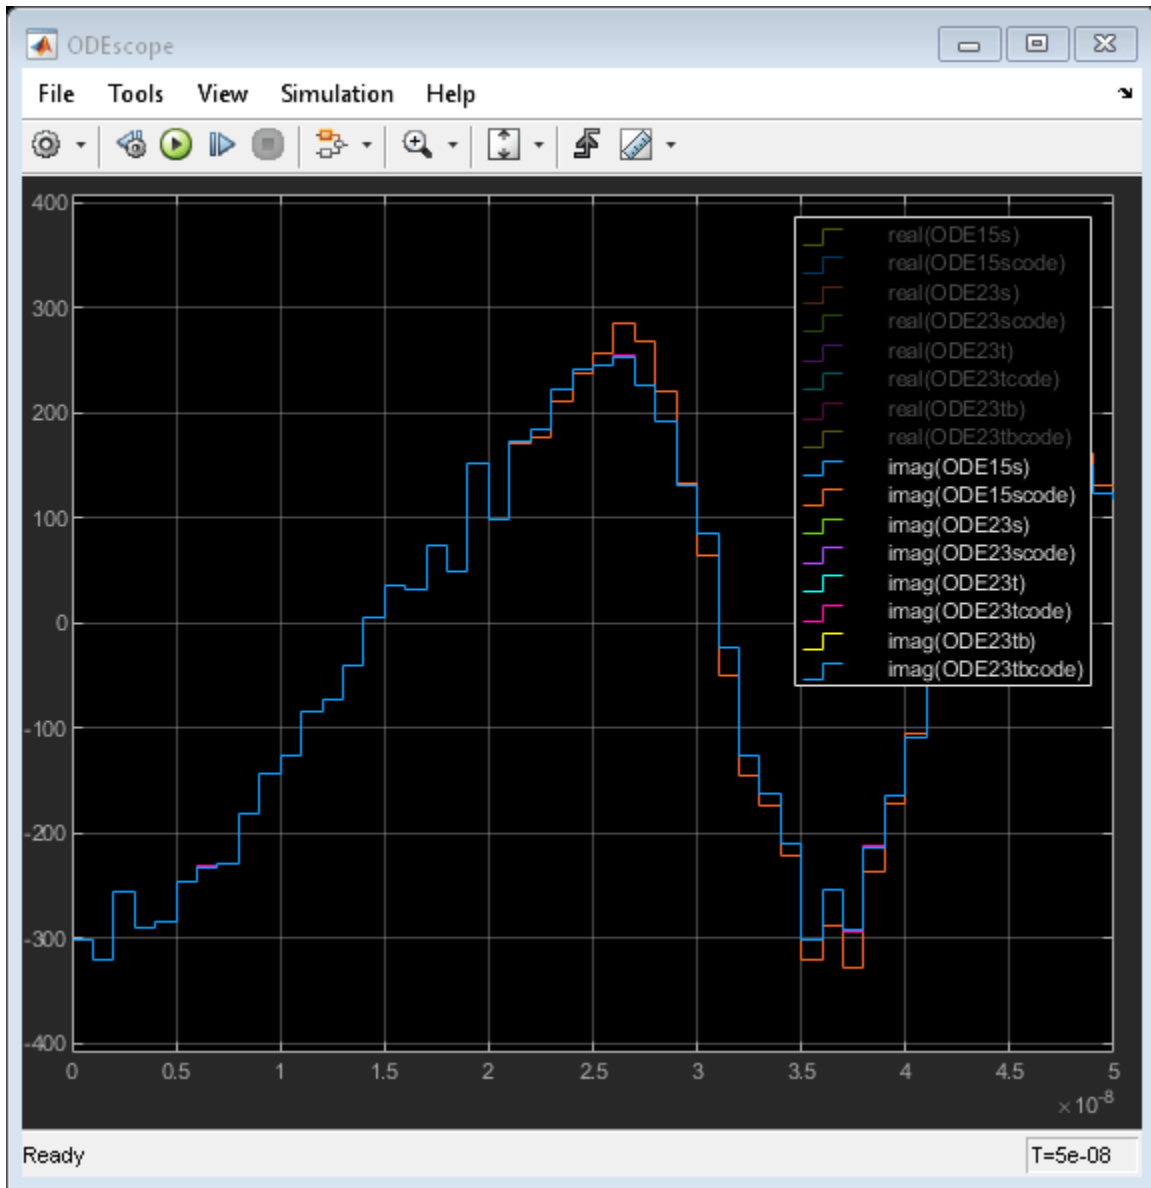 ODEscope
File Tools View Simulation Help
400
300
200
100
0
-100
-200
-300
-400
real(ODE15s)
real(ODE15scode)
real(ODE23s)
real(ODE23scode)
real(ODE23t)
real(ODE23tcode)
real(ODE23tb)
real(ODE23tbcode)
imag(ODE15s)
imag(ODE15scode)
imag(ODE23s)
imag(ODE23scode)
imag(ODE23t)
imag(ODE23tcode)
imag(ODE23tb)
imag(ODE23tbcode)
0 0.5 1 1.5 2 2.5 3 3.5 4 4.5 5
×10⁻⁸
Ready T=5e-08